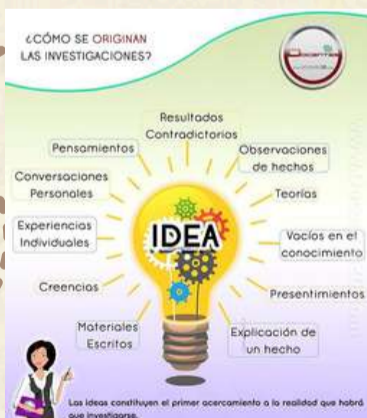 ¿CÓMO SE ORIGINAN
LAS INVESTIGACIONES?
Resultados
Contradictorios
Pensamientos
Observaciones
de hechos
Conversaciones
Personales
Teorías
Experiencias
Individuales
IDEA
Vacíos en el
conocimiento
Creencias
Presentimientos
Materiales
Escritos
Explicación de
un hecho
Las ideas constituyen el primer acercamiento a la realidad que habrá
que investigarse.